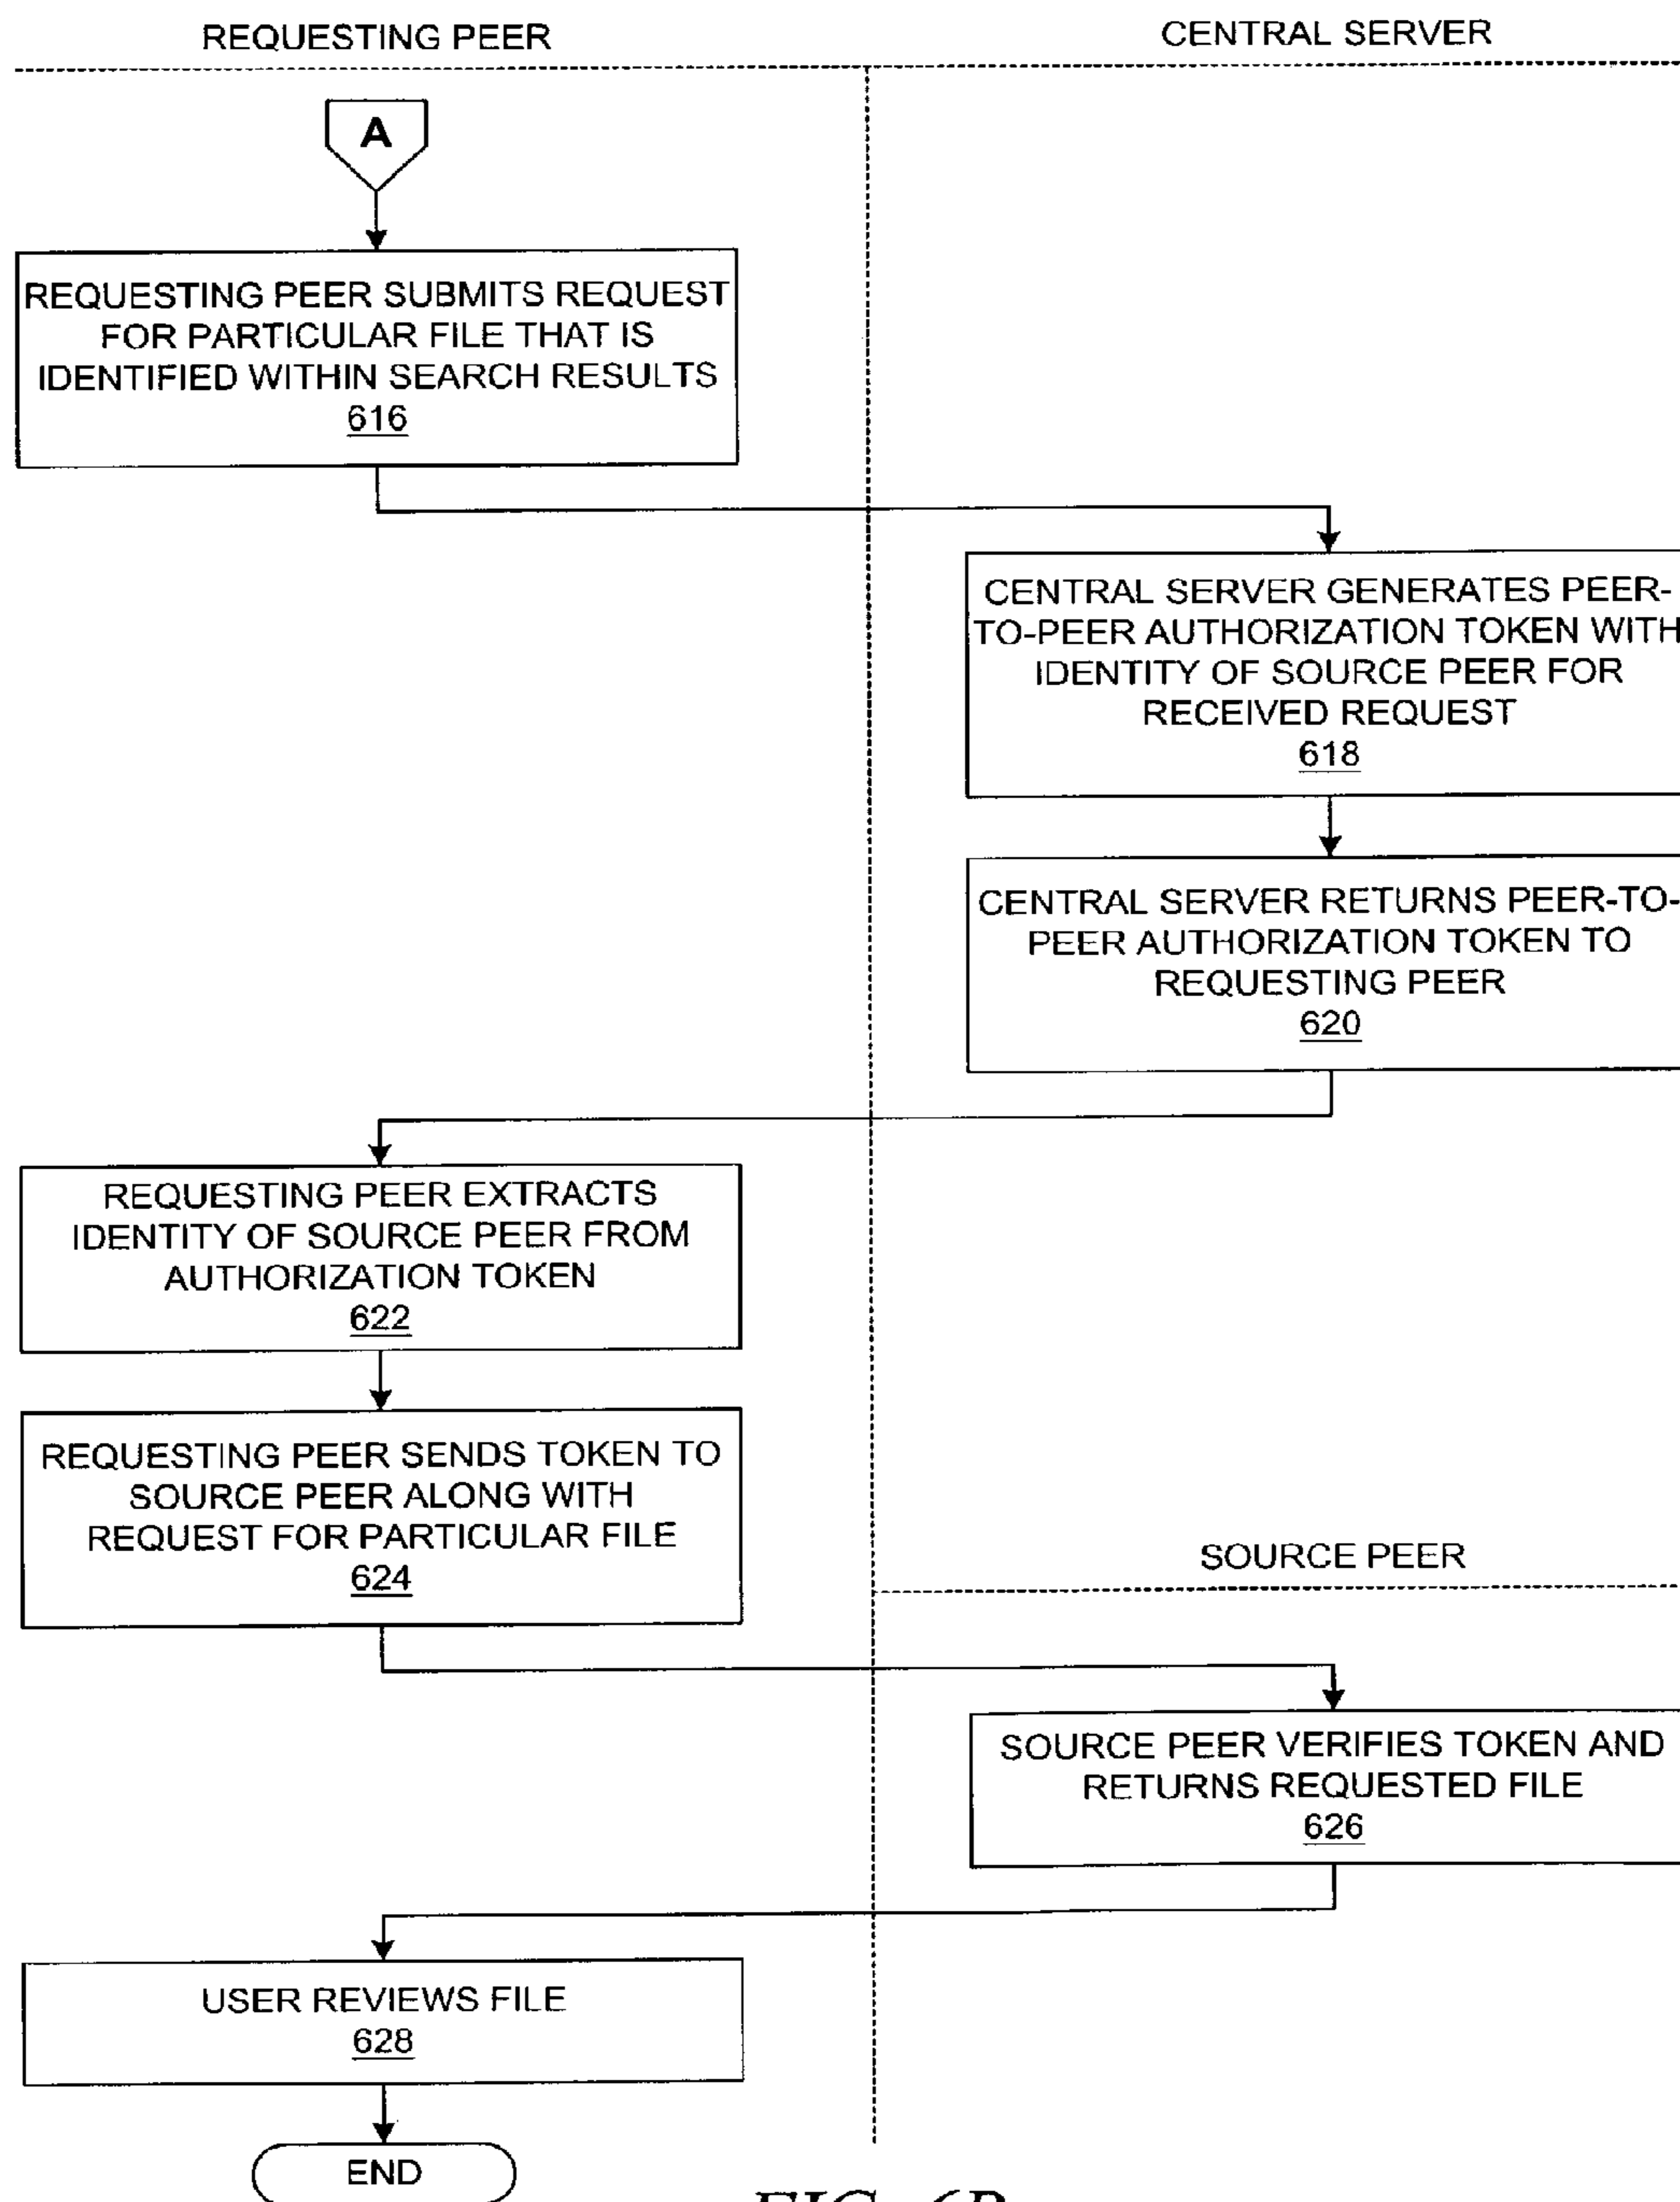 REQUESTING PEER
CENTRAL SERVER
A
REQUESTING PEER SUBMITS REQUEST
FOR PARTICULAR FILE THAT IS
IDENTIFIED WITHIN SEARCH RESULTS
616
CENTRAL SERVER GENERATES PEER-
TO-PEER AUTHORIZATION TOKEN WITH
IDENTITY OF SOURCE PEER FOR
RECEIVED REQUEST
618
CENTRAL SERVER RETURNS PEER-TO-
PEER AUTHORIZATION TOKEN TO
REQUESTING PEER
620
REQUESTING PEER EXTRACTS
IDENTITY OF SOURCE PEER FROM
AUTHORIZATION TOKEN
622
REQUESTING PEER SENDS TOKEN TO
SOURCE PEER ALONG WITH
REQUEST FOR PARTICULAR FILE
624
SOURCE PEER
SOURCE PEER VERIFIES TOKEN AND
RETURNS REQUESTED FILE
626
USER REVIEWS FILE
628
END
FIG. 6B